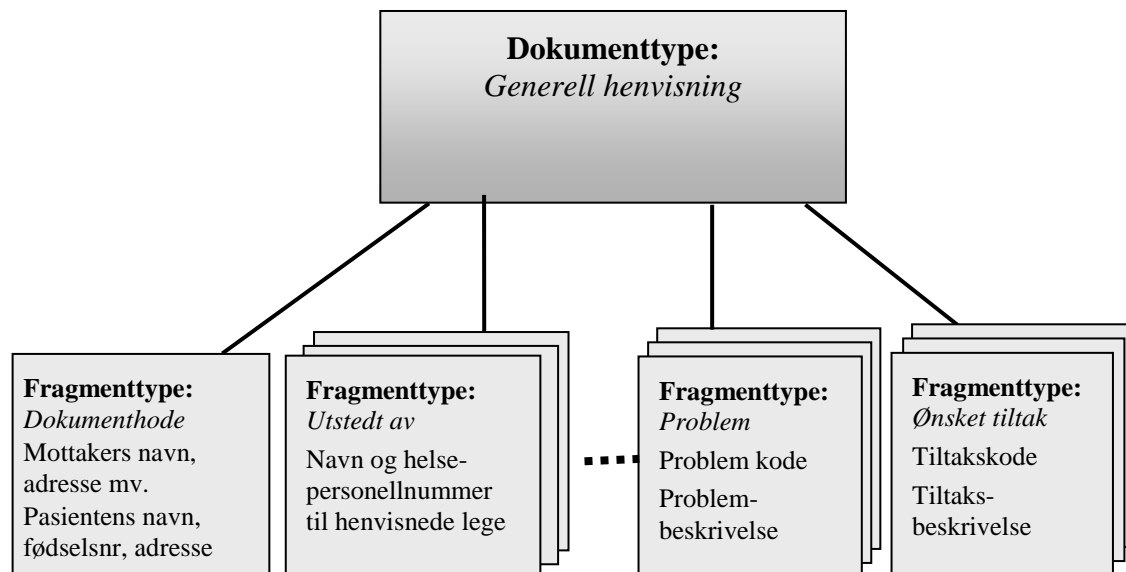 Dokumenttype:
Generell henvisning
Fragmenttype:
Dokumenthode
Mottakers navn,
adresse mv.
Pasientens navn,
fødselsnr, adresse
Fragmenttype:
Utstedt av
Navn og helse-
personellnummer
til henvisnede lege
Fragmenttype:
Problem
Problem kode
Problem-
beskrivelse
Fragmenttype:
Ønsket tiltak
Tiltakskode
Tiltaks-
beskrivelse